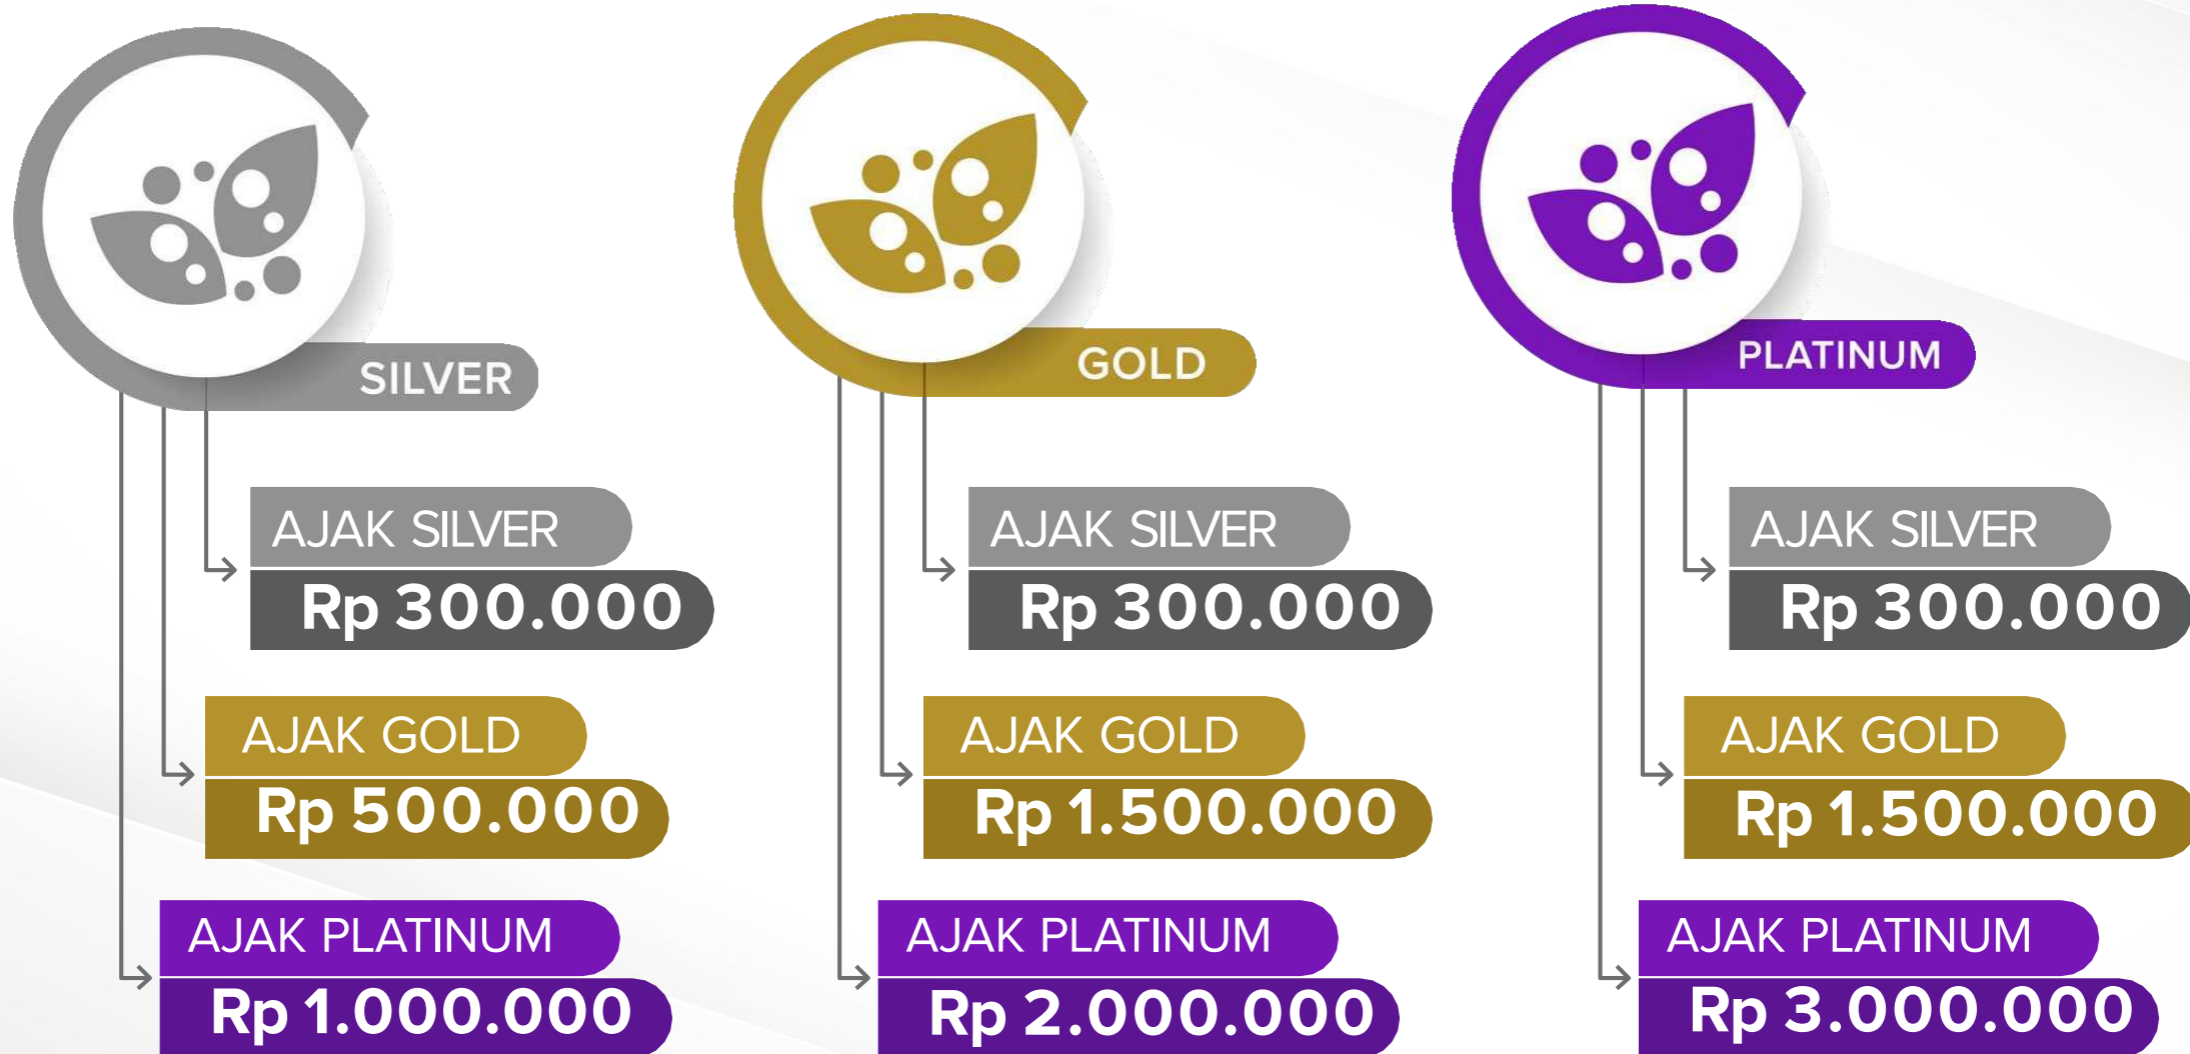 SILVER
AJAK SILVER
Rp 300.000
AJAK GOLD
Rp 500.000
AJAK PLATINUM
Rp 1.000.000
GOLD
AJAK SILVER
Rp 300.000
AJAK GOLD
Rp 1.500.000
AJAK PLATINUM
Rp 2.000.000
PLATINUM
AJAK SILVER
Rp 300.000
AJAK GOLD
Rp 1.500.000
AJAK PLATINUM
Rp 3.000.000